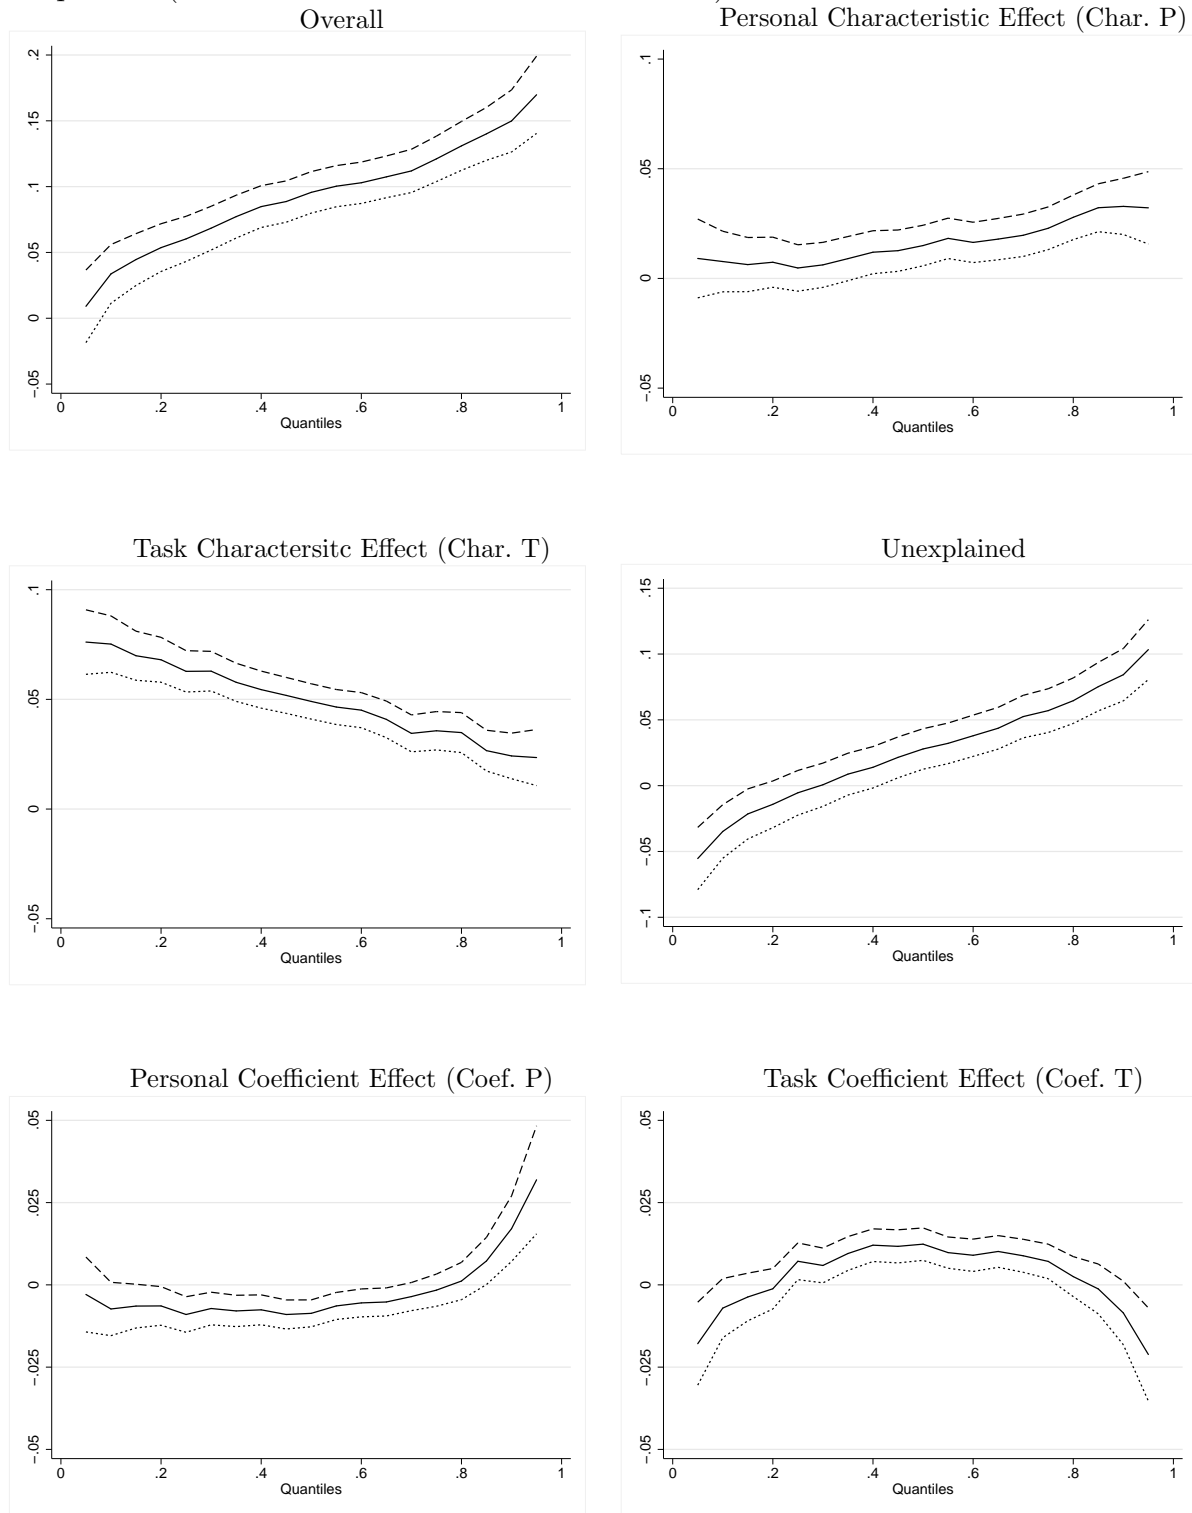 Overall
.2
.15
.1
.05
0
-.05
0 .2 .4 .6 .8 1
Quantiles
Personal Characteristic Effect (Char. P)
.1
.05
0
-.05
0 .2 .4 .6 .8 1
Quantiles
Task Charactersitc Effect (Char. T)
.1
.05
0
-.05
0 .2 .4 .6 .8 1
Quantiles
Unexplained
.15
.1
.05
0
-.05
-.1
0 .2 .4 .6 .8 1
Quantiles
Personal Coefficient Effect (Coef. P)
.05
.025
0
-.025
-.05
0 .2 .4 .6 .8 1
Quantiles
Task Coefficient Effect (Coef. T)
.05
.025
0
-.025
-.05
0 .2 .4 .6 .8 1
Quantiles